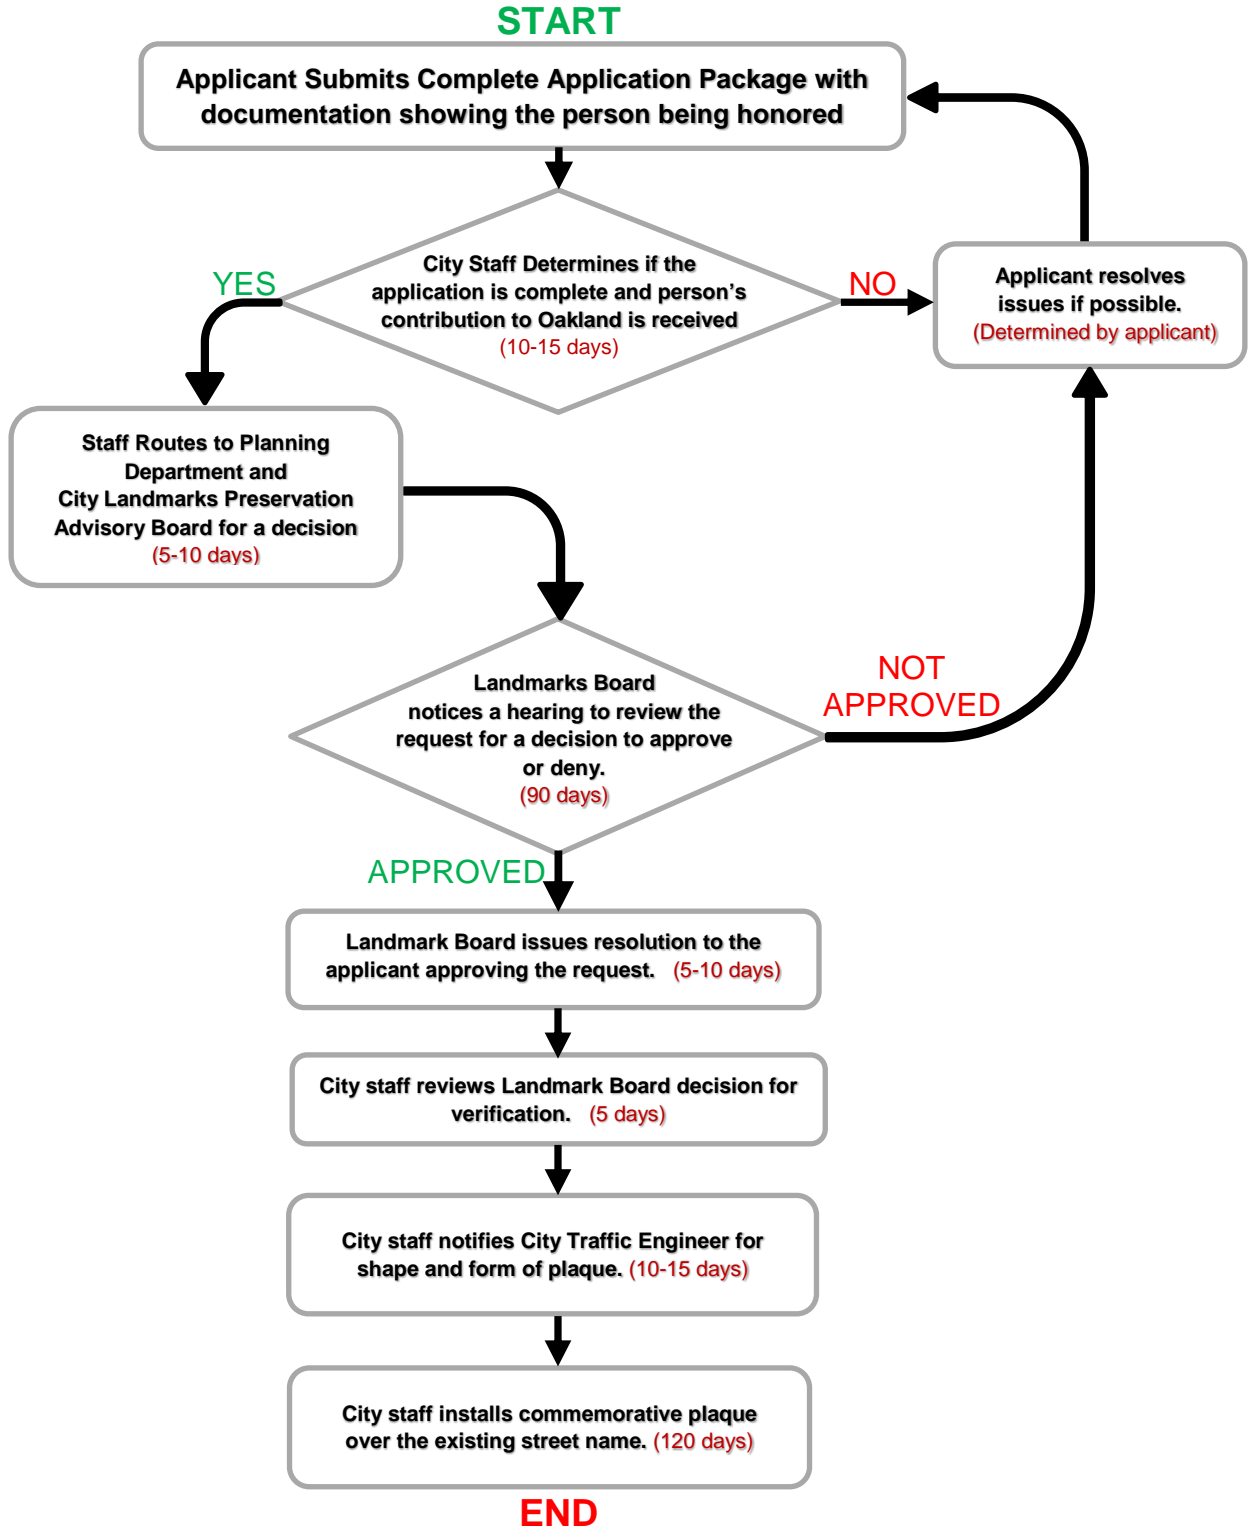 START
Applicant Submits Complete Application Package with
documentation showing the person being honored
City Staff Determines if the
application is complete and person’s
contribution to Oakland is received
(10-15 days)
YES
NO
Applicant resolves
issues if possible.
(Determined by applicant)
Staff Routes to Planning
Department and
City Landmarks Preservation
Advisory Board for a decision
(5-10 days)
Landmarks Board
notices a hearing to review the
request for a decision to approve
or deny.
(90 days)
NOT
APPROVED
APPROVED
Landmark Board issues resolution to the
applicant approving the request. (5-10 days)
City staff reviews Landmark Board decision for
verification. (5 days)
City staff notifies City Traffic Engineer for
shape and form of plaque. (10-15 days)
City staff installs commemorative plaque
over the existing street name. (120 days)
END